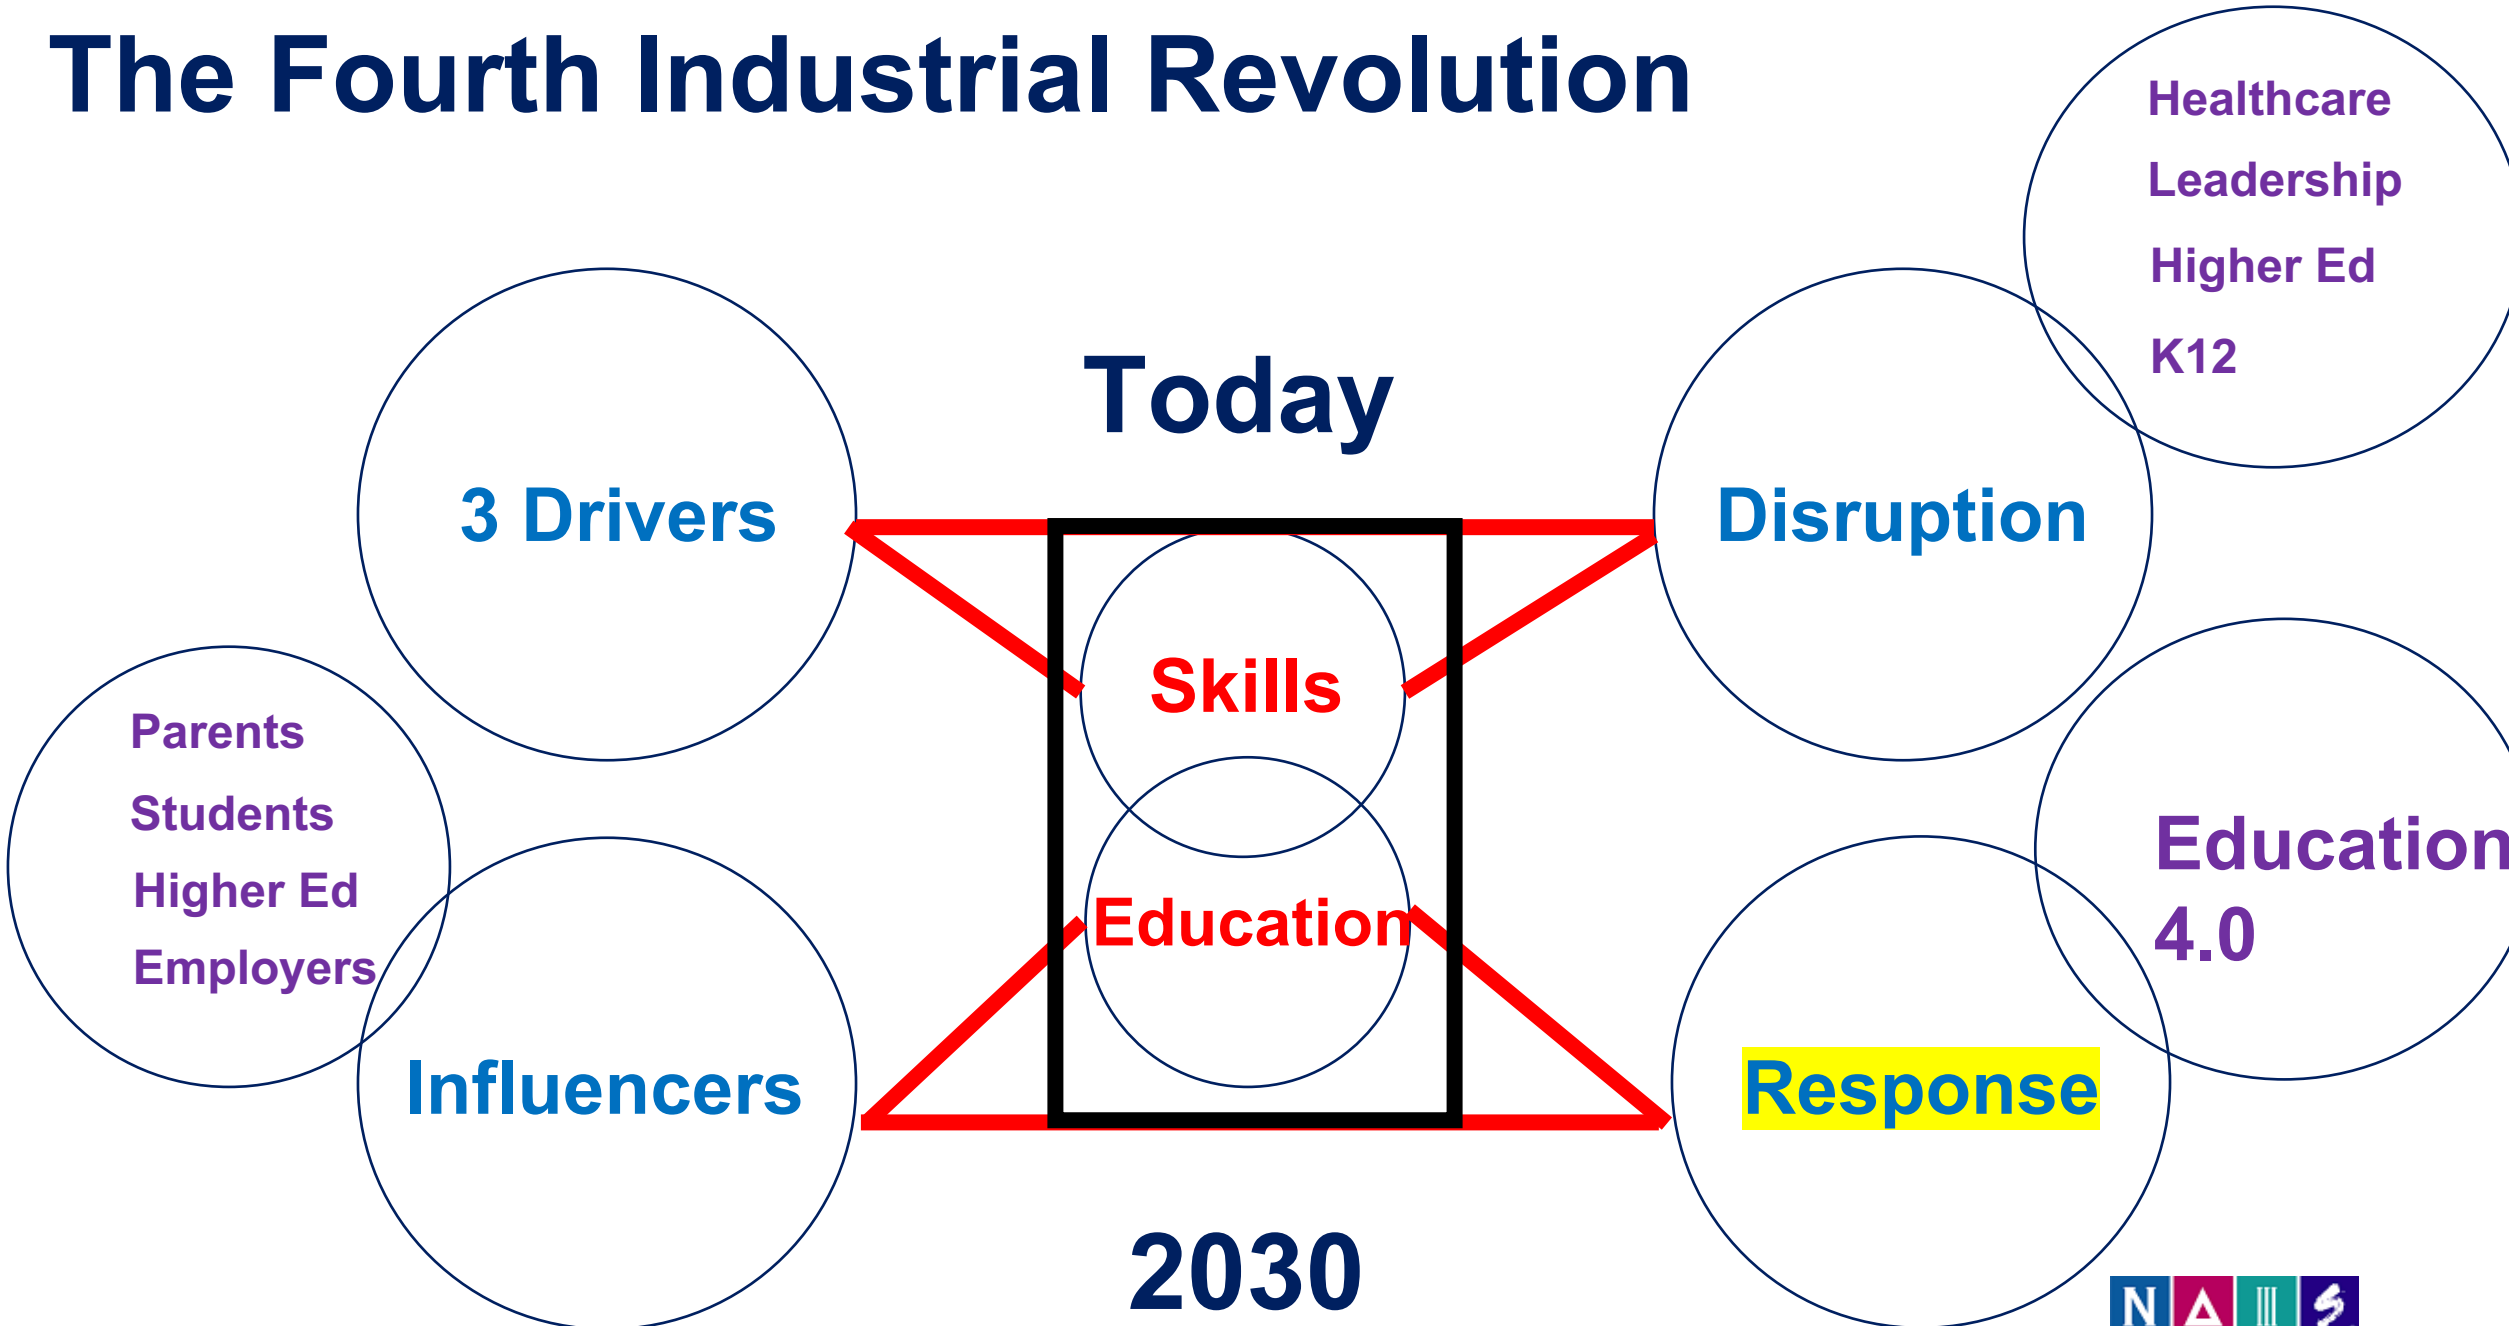 The Fourth Industrial Revolution
Healthcare
Leadership
Higher Ed
K12
Today
3 Drivers
Disruption
Skills
Parents
Students
Higher Ed
Employers
Education
Education
4.0
Influencers
Response
2030
NAIS